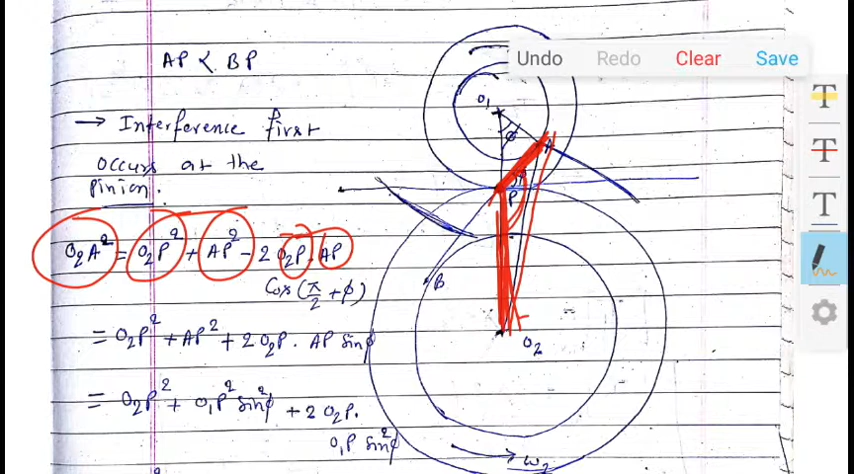 Undo Redo Clear Save
AP < BP
→ Interference first
occurs at the
pinion.
O₂A² = O₂P² + AP² - 2 O₂P. AP
Cos (π/2 + φ)
= O₂P² + AP² + 2 O₂P. AP sinφ
= O₂P² + O₁P² sin²φ + 2 O₂P.
O₁P sin²φ
O₁
φ
A
φ
P
B
O₂
ω₂
T
T
T